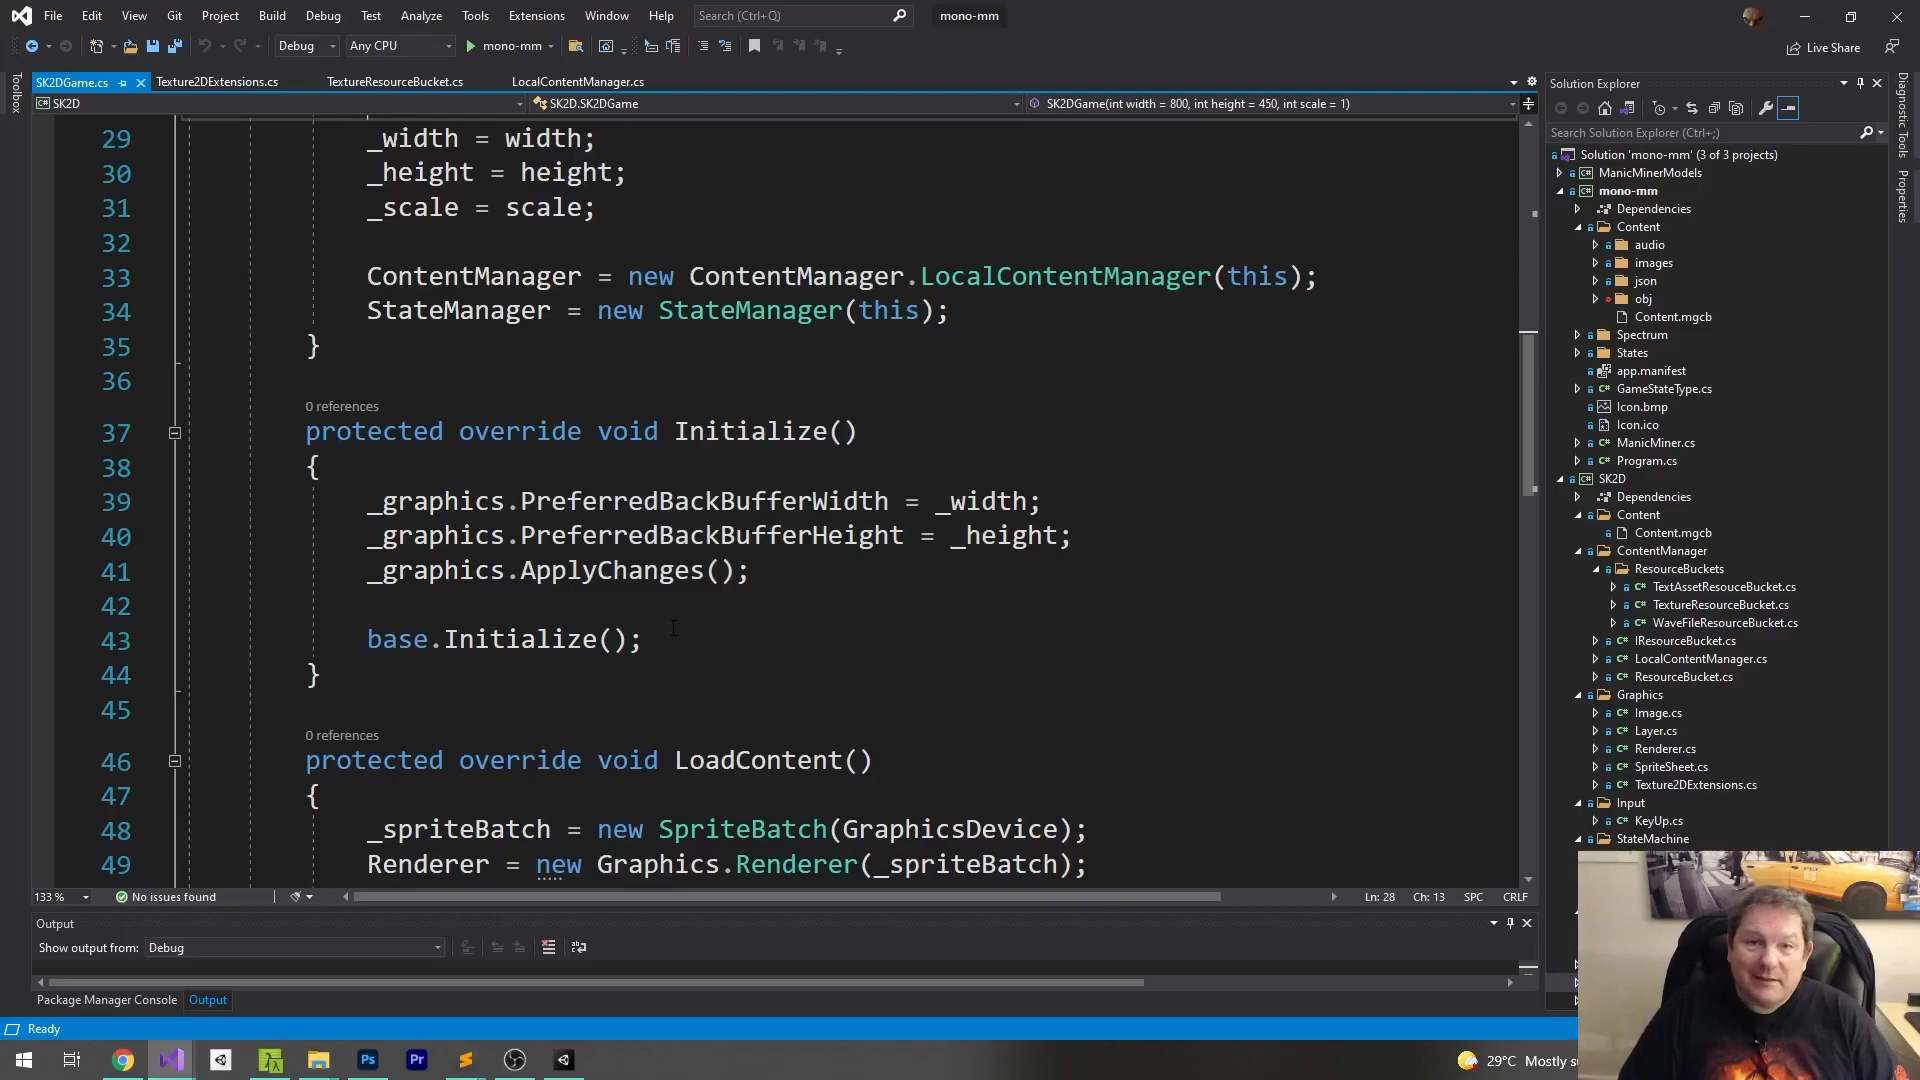 File Edit View Git Project Build Debug Test Analyze Tools Extensions Window Help Search (Ctrl+Q) mono-mm
Debug Any CPU mono-mm Live Share
Toolbox
SK2DGame.cs Texture2DExtensions.cs TextureResourceBucket.cs LocalContentManager.cs
SK2D SK2D.SK2DGame SK2DGame(int width = 800, int height = 450, int scale = 1)
29 _width = width;
30 _height = height;
31 _scale = scale;
32
33 ContentManager = new ContentManager.LocalContentManager(this);
34 StateManager = new StateManager(this);
35 }
36
0 references
37 protected override void Initialize()
38 {
39 _graphics.PreferredBackBufferWidth = _width;
40 _graphics.PreferredBackBufferHeight = _height;
41 _graphics.ApplyChanges();
42
43 base.Initialize();
44 }
45
0 references
46 protected override void LoadContent()
47 {
48 _spriteBatch = new SpriteBatch(GraphicsDevice);
49 Renderer = new Graphics.Renderer(_spriteBatch);
133 % No issues found Ln: 28 Ch: 13 SPC CRLF
Output
Show output from: Debug
Package Manager Console Output
Ready
Solution Explorer
Search Solution Explorer (Ctrl+;)
Solution 'mono-mm' (3 of 3 projects)
C# ManicMinerModels
C# mono-mm
Dependencies
Content
audio
images
json
obj
Content.mgcb
Spectrum
States
app.manifest
C# GameStateType.cs
Icon.bmp
Icon.ico
C# ManicMiner.cs
C# Program.cs
C# SK2D
Dependencies
Content
Content.mgcb
ContentManager
ResourceBuckets
C# TextAssetResouceBucket.cs
C# TextureResourceBucket.cs
C# WaveFileResourceBucket.cs
C# IResourceBucket.cs
C# LocalContentManager.cs
C# ResourceBucket.cs
Graphics
C# Image.cs
C# Layer.cs
C# Renderer.cs
C# SpriteSheet.cs
C# Texture2DExtensions.cs
Input
C# KeyUp.cs
StateMachine
Diagnostic Tools
Properties
Ps Pr
29°C Mostly